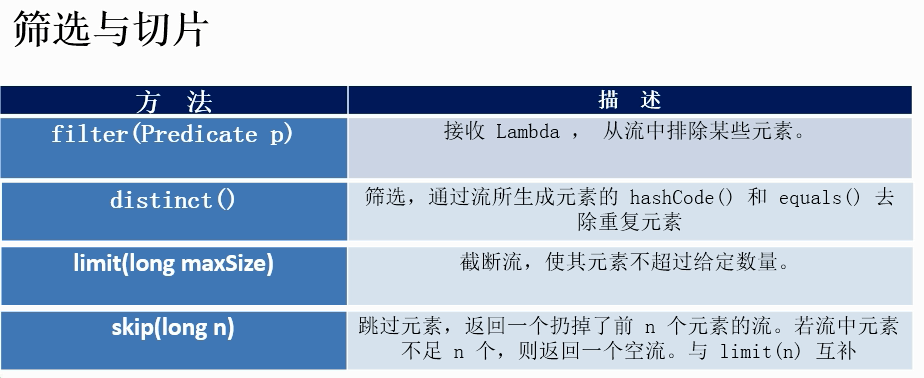 筛选与切片
方 法
描 述
filter(Predicate p)
接收 Lambda ， 从流中排除某些元素。
distinct()
筛选，通过流所生成元素的 hashCode() 和 equals() 去
除重复元素
limit(long maxSize)
截断流，使其元素不超过给定数量。
skip(long n)
跳过元素，返回一个扔掉了前 n 个元素的流。若流中元素
不足 n 个，则返回一个空流。与 limit(n) 互补